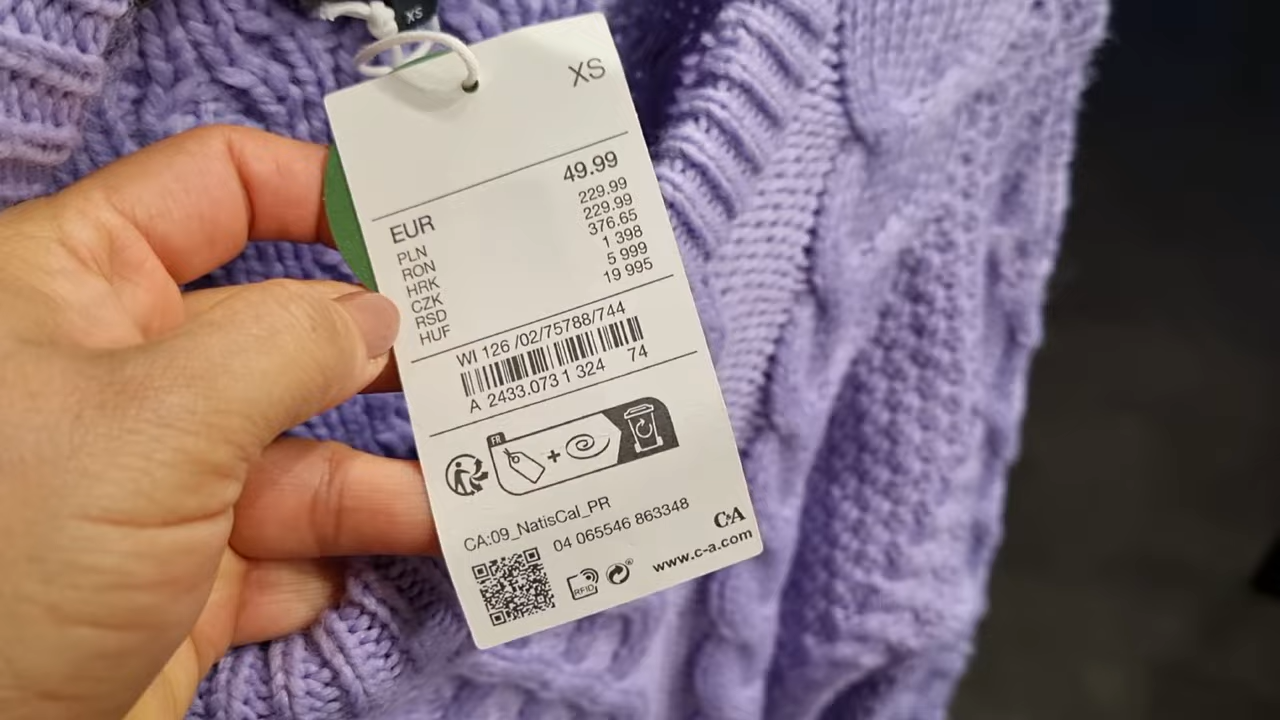 XS
XS
EUR 49.99
PLN 229.99
RON 229.99
HRK 376.65
CZK 1 398
RSD 5 999
HUF 19 995
WI 126 /02/75788/744
A 2433.073 1 324 74
FR
CA:09_NatisCal_PR
04 065546 863348
C&A
RFID
www.c-a.com